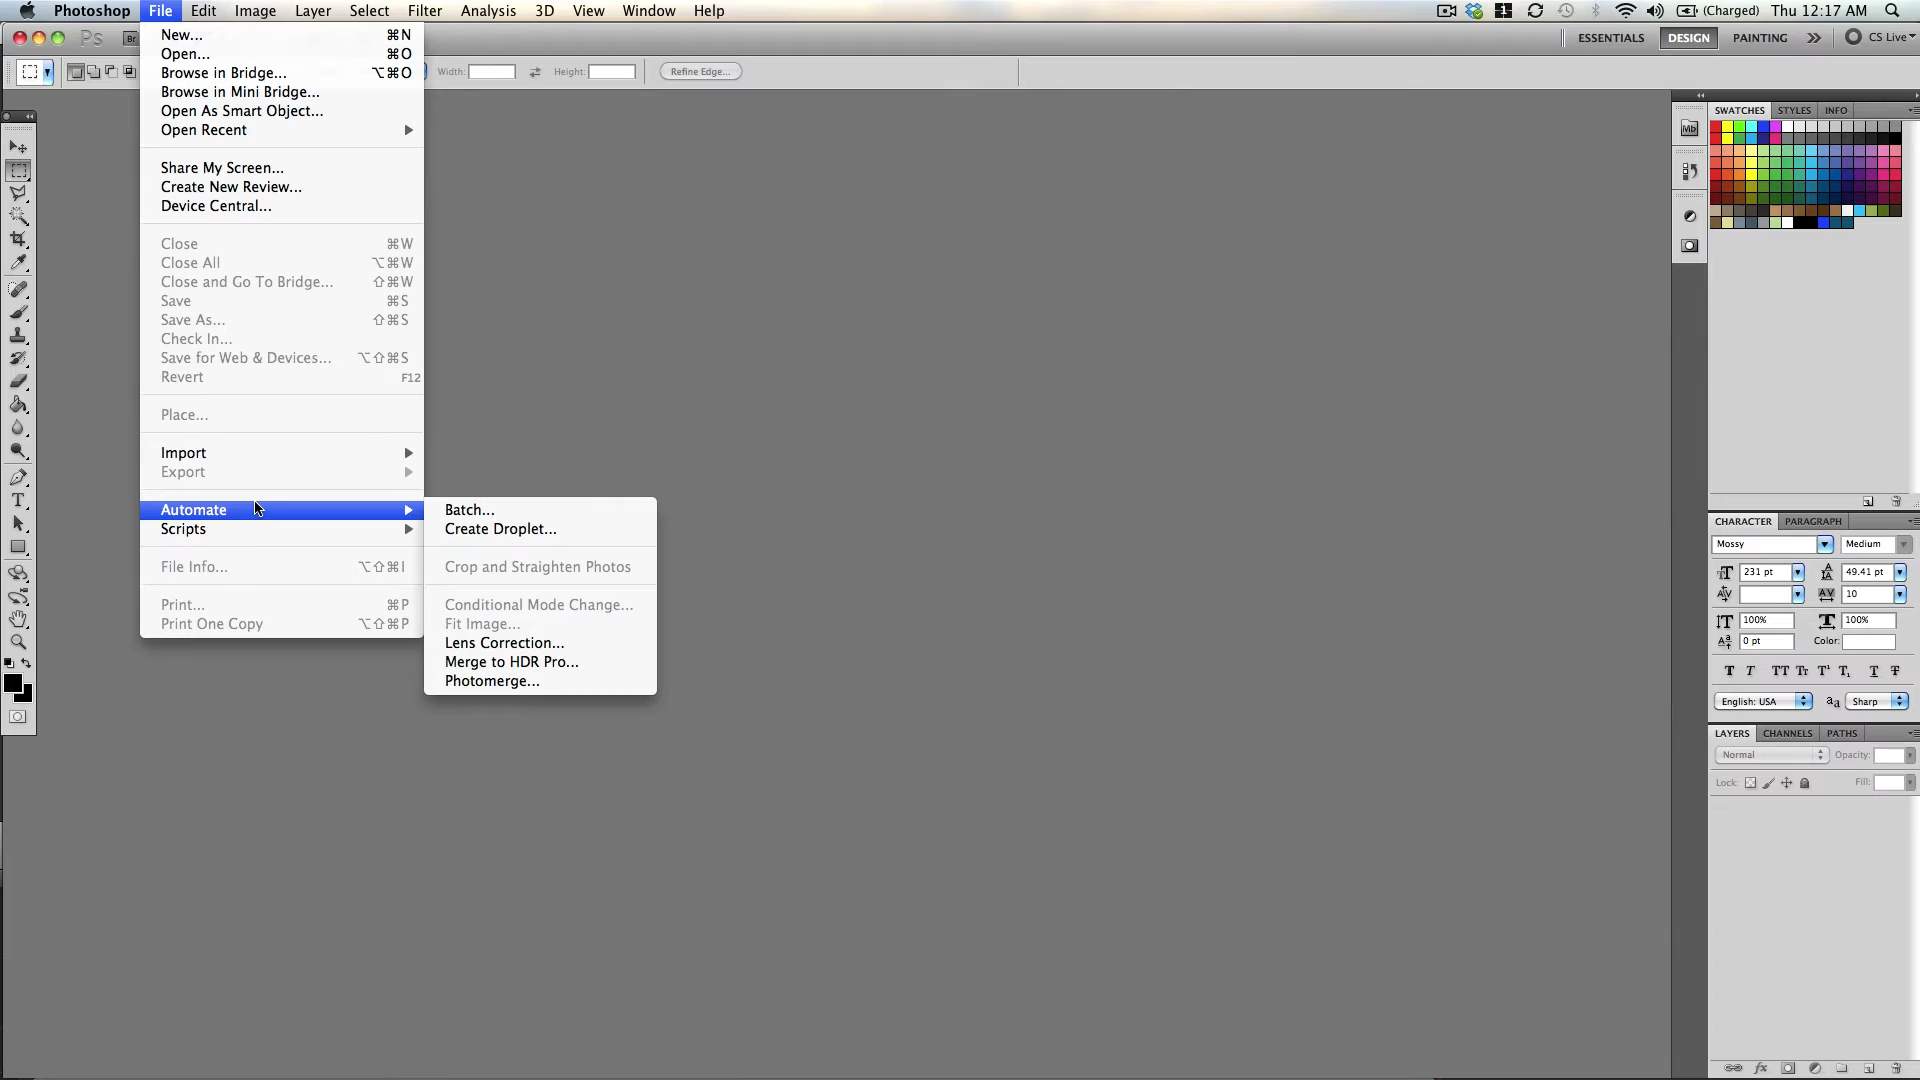 Photoshop File Edit Image Layer Select Filter Analysis 3D View Window Help (Charged) Thu 12:17 AM
Ps Br ESSENTIALS DESIGN PAINTING CS Live
Width: Height: Refine Edge...
New... ⌘N
Open... ⌘O
Browse in Bridge... ⌥⌘O
Browse in Mini Bridge...
Open As Smart Object...
Open Recent
Share My Screen...
Create New Review...
Device Central...
Close ⌘W
Close All ⌥⌘W
Close and Go To Bridge... ⇧⌘W
Save ⌘S
Save As... ⇧⌘S
Check In...
Save for Web & Devices... ⌥⇧⌘S
Revert F12
Place...
Import
Export
Automate
Scripts
File Info... ⌥⇧⌘I
Print... ⌘P
Print One Copy ⌥⇧⌘P
Batch...
Create Droplet...
Crop and Straighten Photos
Conditional Mode Change...
Fit Image...
Lens Correction...
Merge to HDR Pro...
Photomerge...
Mb
SWATCHES STYLES INFO
CHARACTER PARAGRAPH
Mossy Medium
231 pt 49.41 pt
10
100% 100%
0 pt Color:
English: USA aa Sharp
LAYERS CHANNELS PATHS
Normal Opacity:
Lock: Fill: